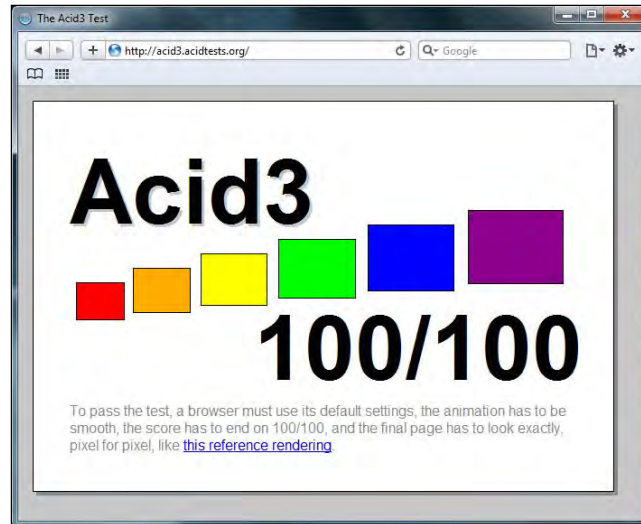 The Acid3 Test
http://acid3.acidtests.org/
Google
Acid3
100/100
To pass the test, a browser must use its default settings, the animation has to be
smooth, the score has to end on 100/100, and the final page has to look exactly,
pixel for pixel, like this reference rendering.